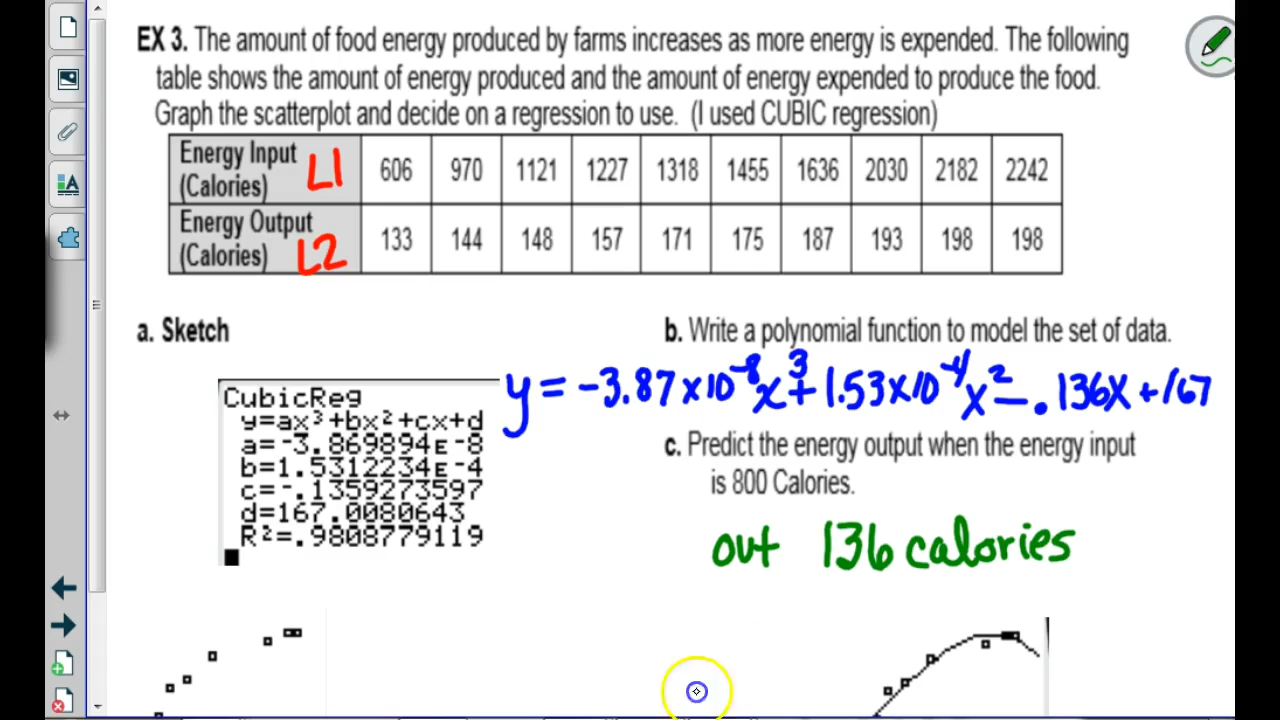 EX 3. The amount of food energy produced by farms increases as more energy is expended. The following
table shows the amount of energy produced and the amount of energy expended to produce the food.
Graph the scatterplot and decide on a regression to use. (I used CUBIC regression)
Energy Input (Calories) L1 606 970 1121 1227 1318 1455 1636 2030 2182 2242
Energy Output (Calories) L2 133 144 148 157 171 175 187 193 198 198
a. Sketch
b. Write a polynomial function to model the set of data.
y = -3.87 x10⁻⁸x³+ 1.53x10⁻⁴x² - .136x + 167
CubicReg
y=ax³+bx²+cx+d
a=-3.869894E-8
b=1.5312234E-4
c=-.1359273597
d=167.0080643
R²=.9808779119
c. Predict the energy output when the energy input
is 800 Calories.
out 136 calories